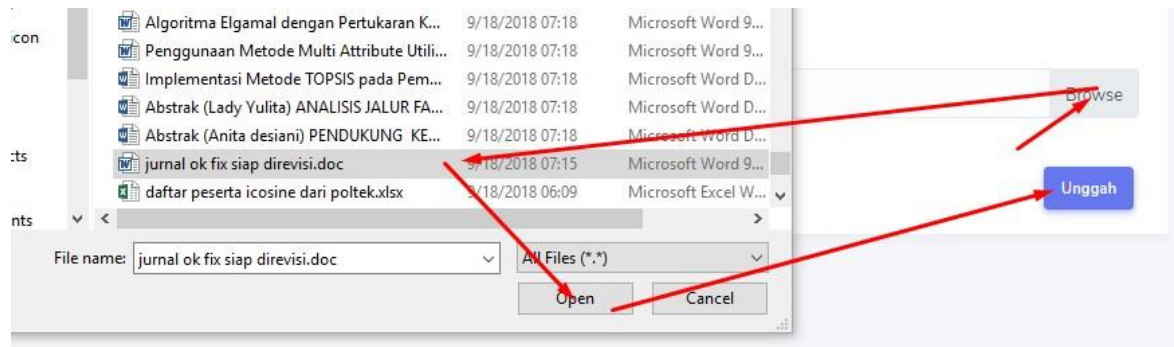 icon
cts
nts
Algoritma Elgamal dengan Pertukaran K... 9/18/2018 07:18 Microsoft Word 9...
Penggunaan Metode Multi Attribute Utili... 9/18/2018 07:18 Microsoft Word 9...
Implementasi Metode TOPSIS pada Pem... 9/18/2018 07:18 Microsoft Word D...
Abstrak (Lady Yulita) ANALISIS JALUR FA... 9/18/2018 07:18 Microsoft Word D...
Abstrak (Anita desiani) PENDUKUNG KE... 9/18/2018 07:18 Microsoft Word D...
jurnal ok fix siap direvisi.doc 9/18/2018 07:15 Microsoft Word 9...
daftar peserta icosine dari poltek.xlsx 9/18/2018 06:09 Microsoft Excel W...
File name: jurnal ok fix siap direvisi.doc All Files (*.*)
Open Cancel
Browse
Unggah